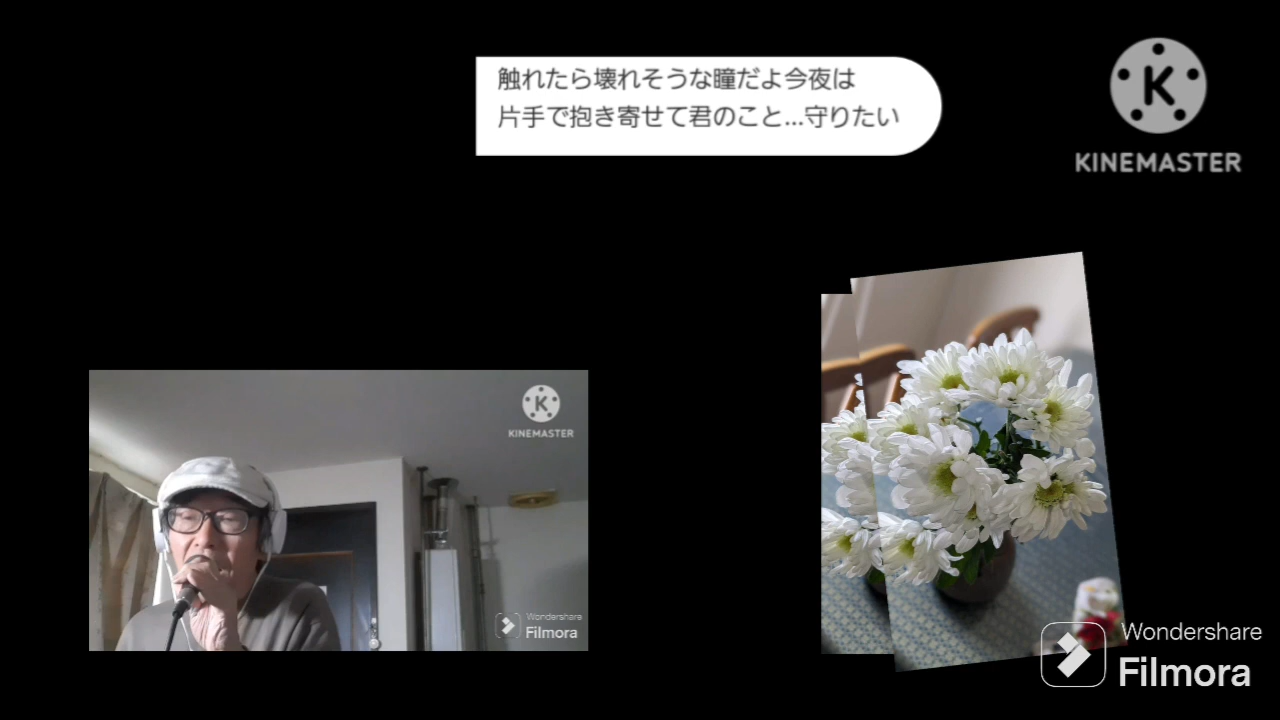 触れたら壊れそうな瞳だよ今夜は
片手で抱き寄せて君のこと...守りたい
KINEMASTER
KINEMASTER
Wondershare
Filmora
Wondershare
Filmora